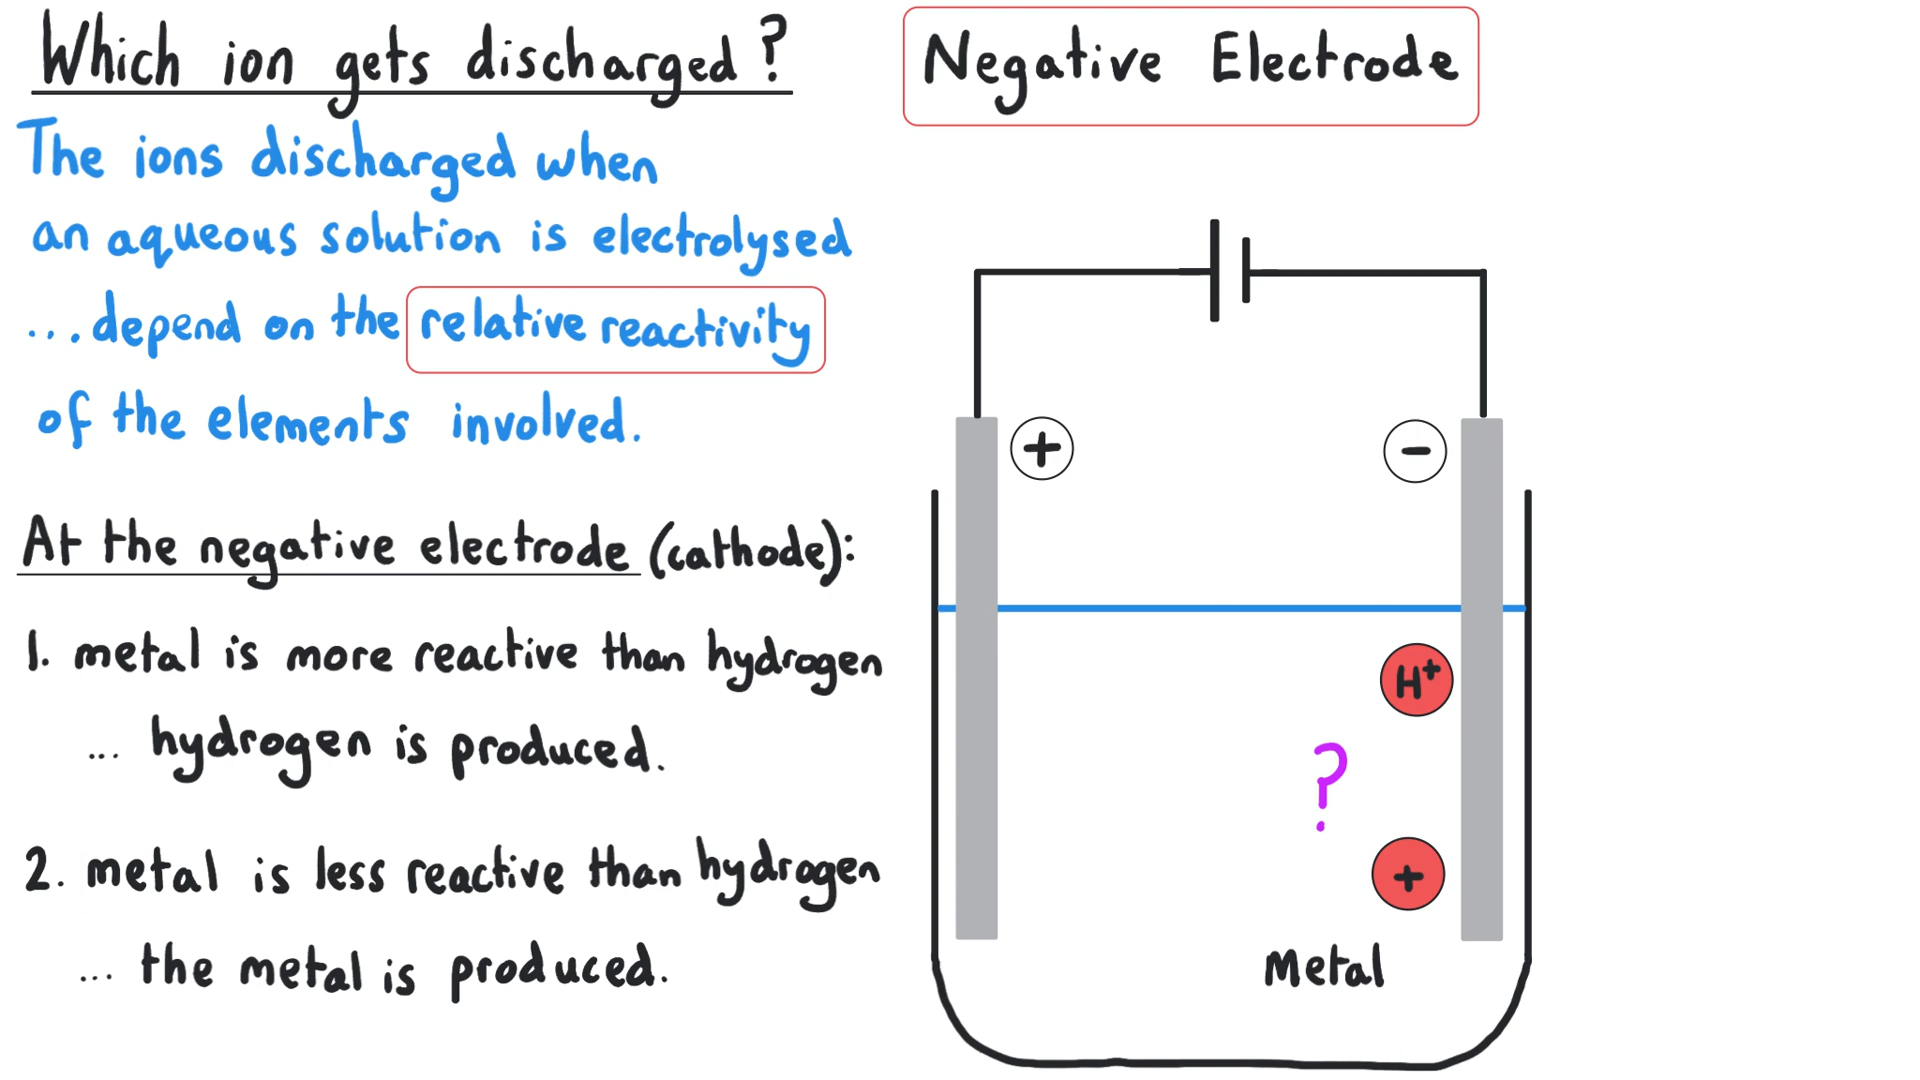 Which ion gets discharged?
The ions discharged when
an aqueous solution is electrolysed
...depend on the relative reactivity
of the elements involved.
At the negative electrode (cathode):
1. metal is more reactive than hydrogen
... hydrogen is produced.
2. metal is less reactive than hydrogen
... the metal is produced.
Negative Electrode
+
-
H⁺
?
+
Metal